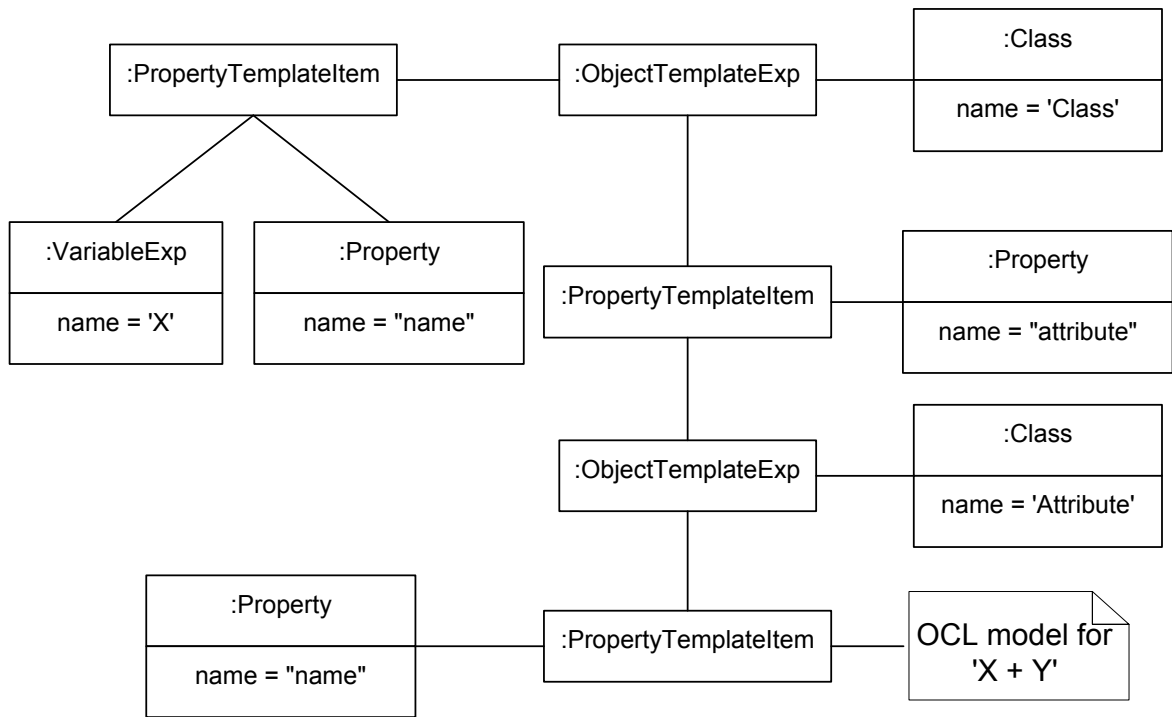 :Class
:PropertyTemplateItem
:ObjectTemplateExp
name = 'Class'
:VariableExp
:Property
name = 'X'
name = "name"
:PropertyTemplateItem
:Property
name = "attribute"
:ObjectTemplateExp
:Class
name = 'Attribute'
:Property
name = "name"
:PropertyTemplateItem
OCL model for
'X + Y'